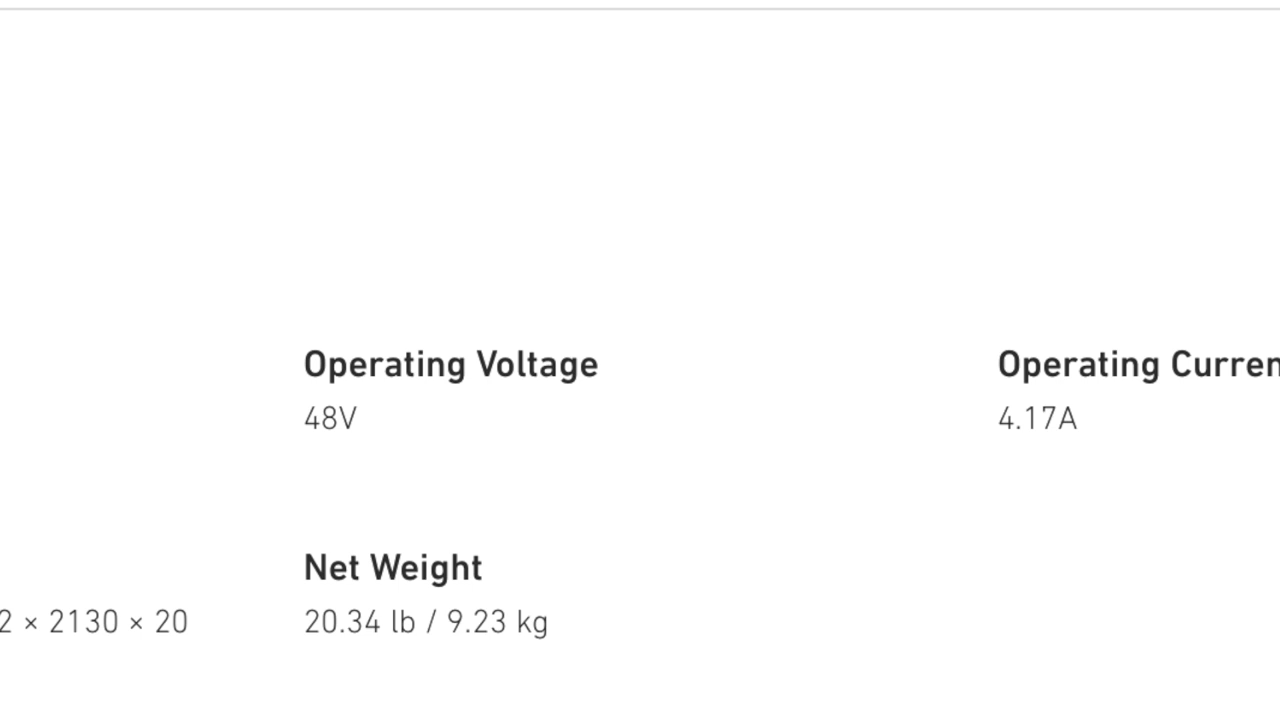 Operating Voltage
Operating Curren
48V
4.17A
Net Weight
2 × 2130 × 20
20.34 lb / 9.23 kg